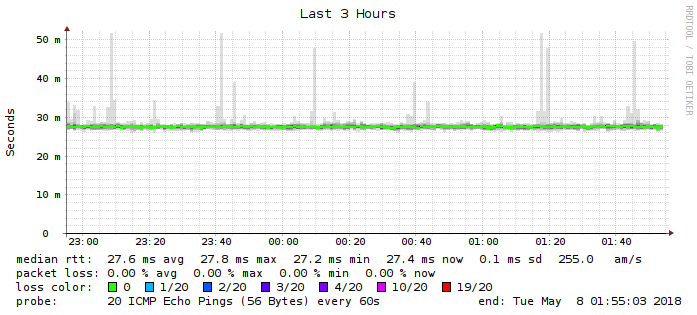 Last 3 Hours
RRDTOOL / TOBI OETIKER
Seconds
50 m
40 m
30 m
20 m
10 m
0
23:00 23:20 23:40 00:00 00:20 00:40 01:00 01:20 01:40
median rtt: 27.6 ms avg 27.8 ms max 27.2 ms min 27.4 ms now 0.1 ms sd 255.0 am/s
packet loss: 0.00 % avg 0.00 % max 0.00 % min 0.00 % now
loss color: 0 1/20 2/20 3/20 4/20 10/20 19/20
probe: 20 ICMP Echo Pings (56 Bytes) every 60s end: Tue May 8 01:55:03 2018